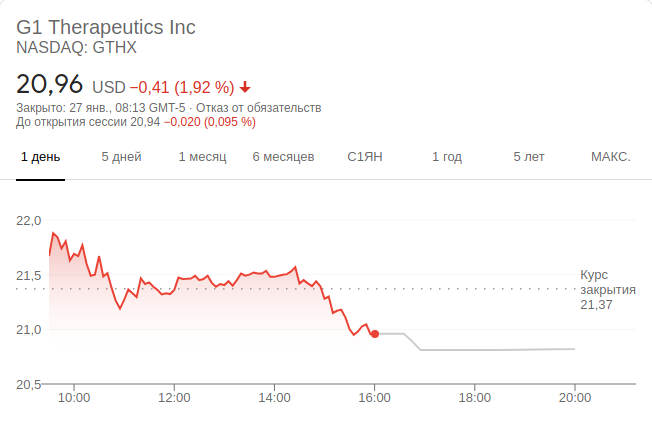 G1 Therapeutics Inc
NASDAQ: GTHX
20,96 USD −0,41 (1,92 %)
Закрыто: 27 янв., 08:13 GMT-5 · Отказ от обязательств
До открытия сессии 20,94 −0,020 (0,095 %)
1 день 5 дней 1 месяц 6 месяцев С1ЯН 1 год 5 лет МАКС.
22,0
21,5
Курс
закрытия
21,37
21,0
20,5
10:00 12:00 14:00 16:00 18:00 20:00